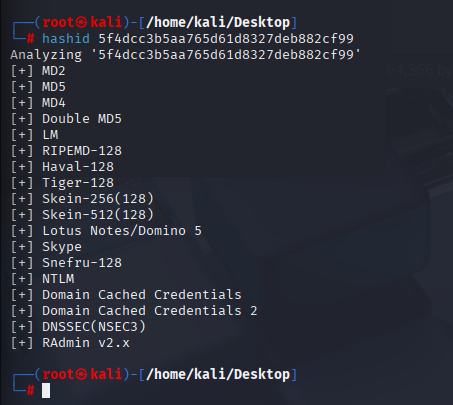 ┌──(root㉿kali)-[/home/kali/Desktop]
└─# hashid 5f4dcc3b5aa765d61d8327deb882cf99
Analyzing '5f4dcc3b5aa765d61d8327deb882cf99'
[+] MD2
[+] MD5
[+] MD4
[+] Double MD5
[+] LM
[+] RIPEMD-128
[+] Haval-128
[+] Tiger-128
[+] Skein-256(128)
[+] Skein-512(128)
[+] Lotus Notes/Domino 5
[+] Skype
[+] Snefru-128
[+] NTLM
[+] Domain Cached Credentials
[+] Domain Cached Credentials 2
[+] DNSSEC(NSEC3)
[+] RAdmin v2.x
┌──(root㉿kali)-[/home/kali/Desktop]
└─#